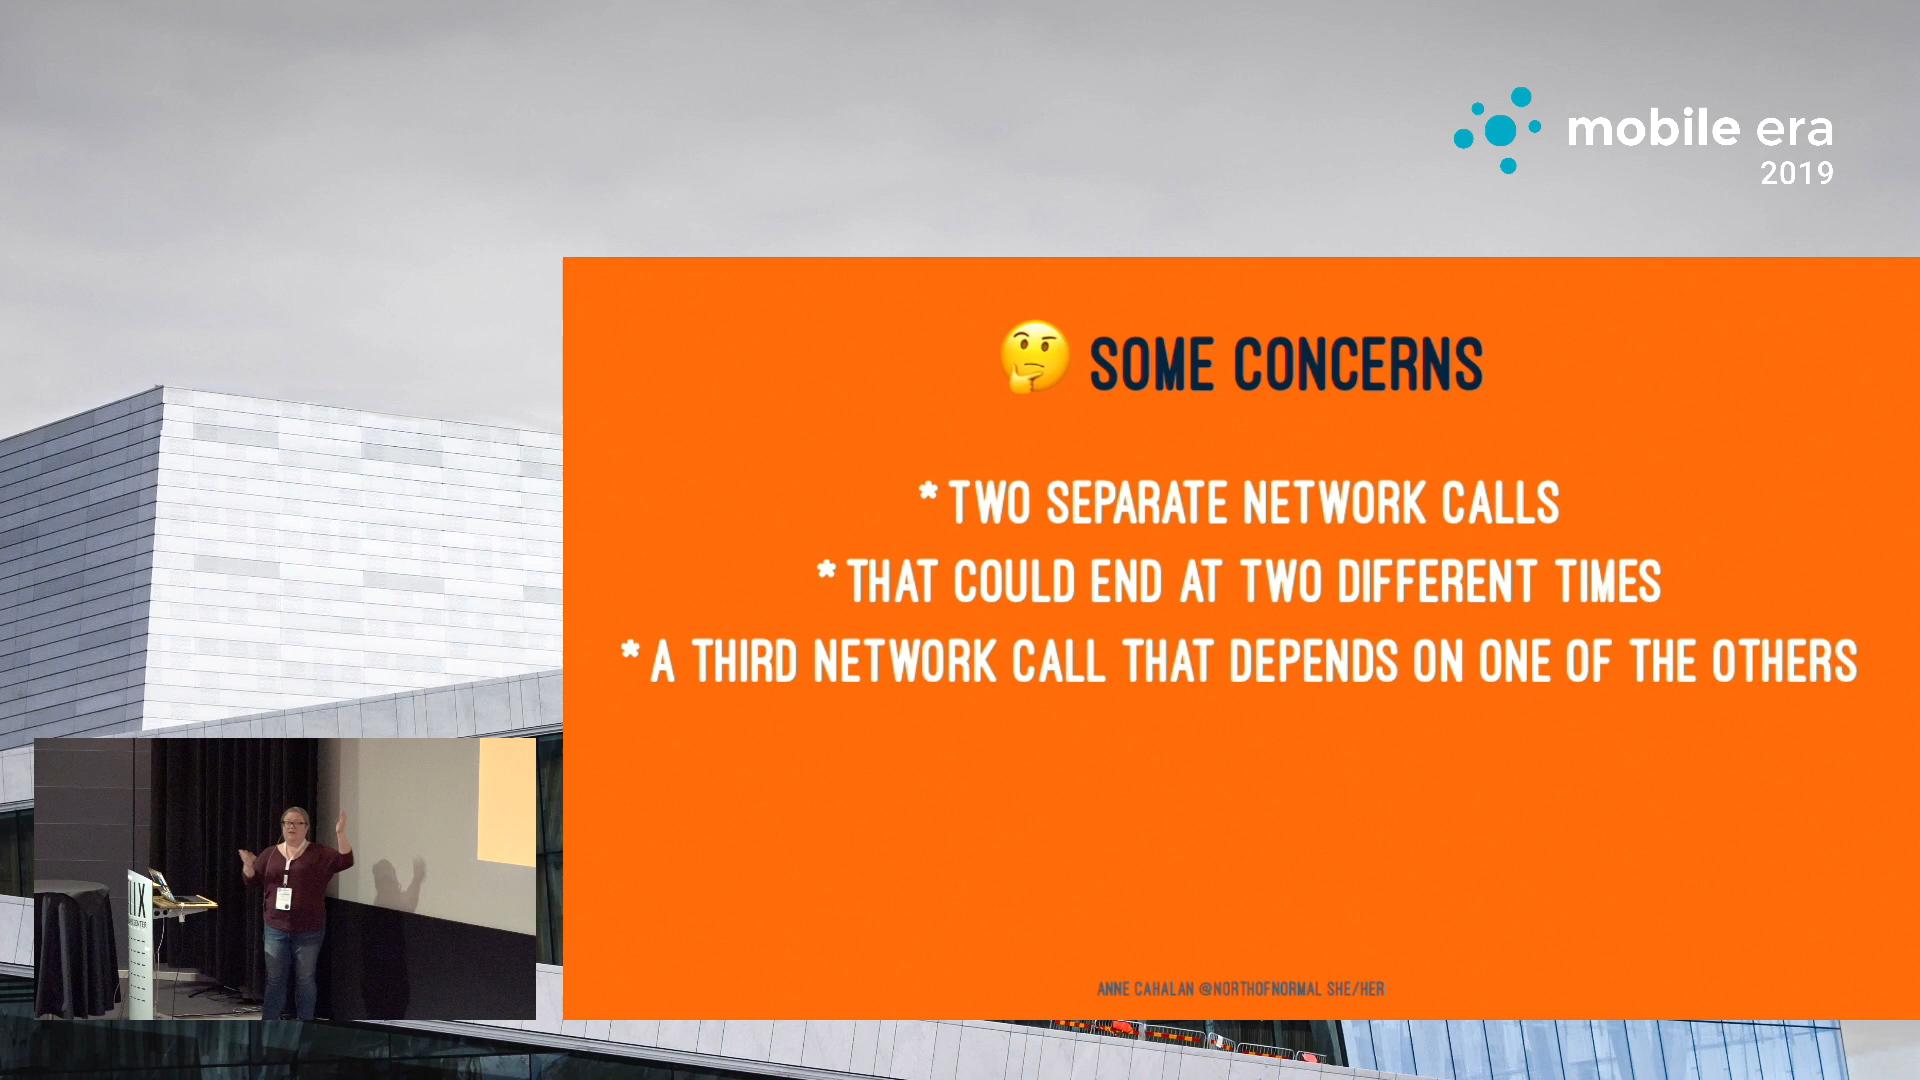 mobile era
2019
🤔 SOME CONCERNS
* TWO SEPARATE NETWORK CALLS
* THAT COULD END AT TWO DIFFERENT TIMES
* A THIRD NETWORK CALL THAT DEPENDS ON ONE OF THE OTHERS
ANNE CAHALAN @NORTHOFNORMAL SHE/HER